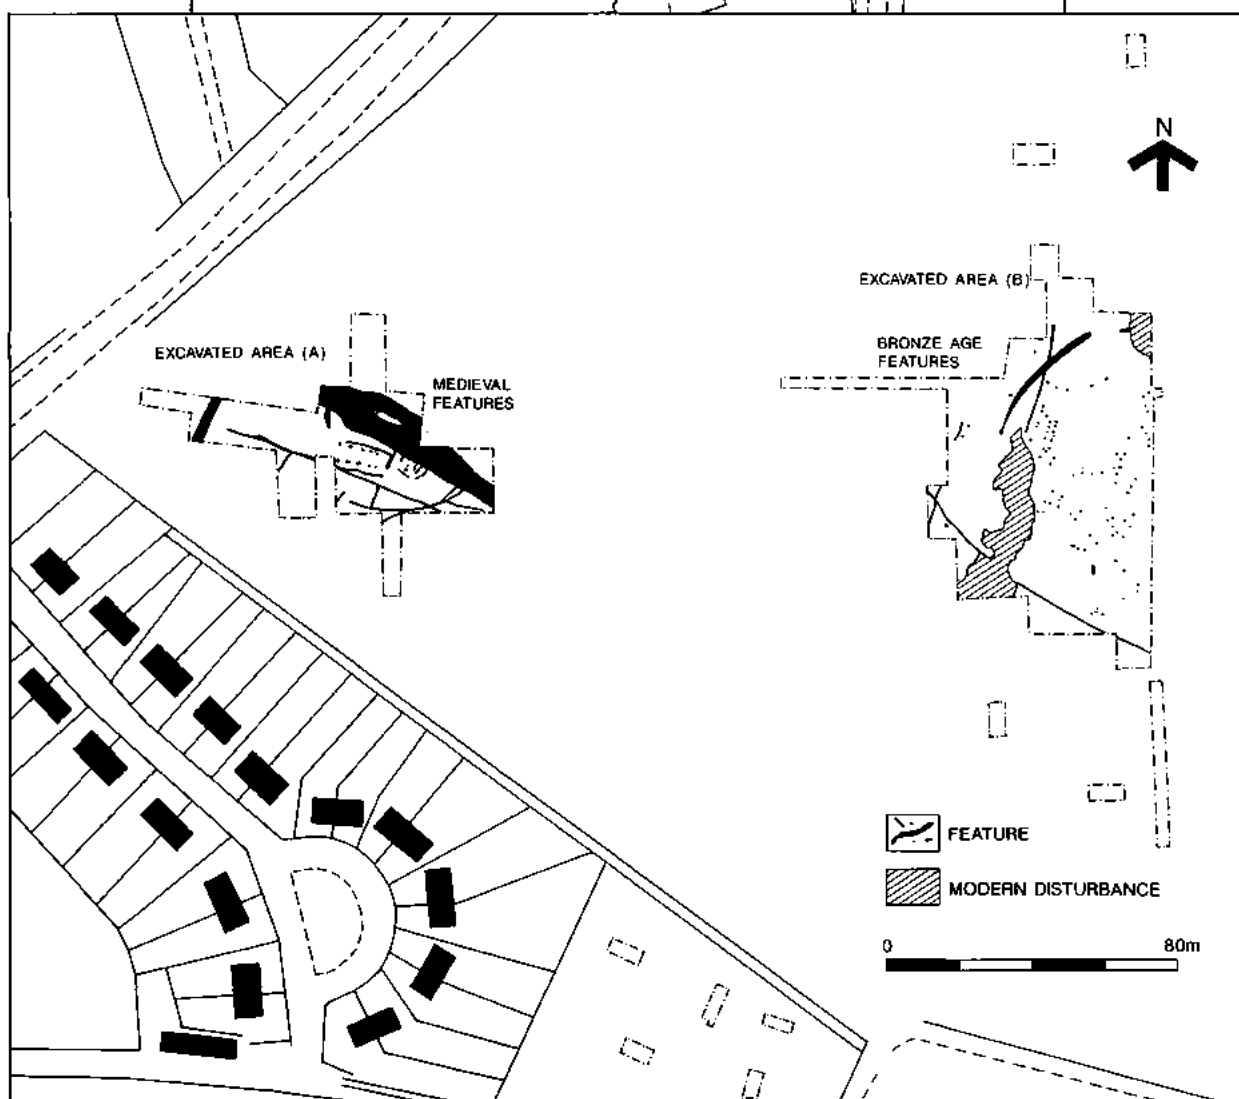 N
EXCAVATED AREA (B)
BRONZE AGE
FEATURES
EXCAVATED AREA (A)
MEDIEVAL
FEATURES
FEATURE
MODERN DISTURBANCE
0 80m